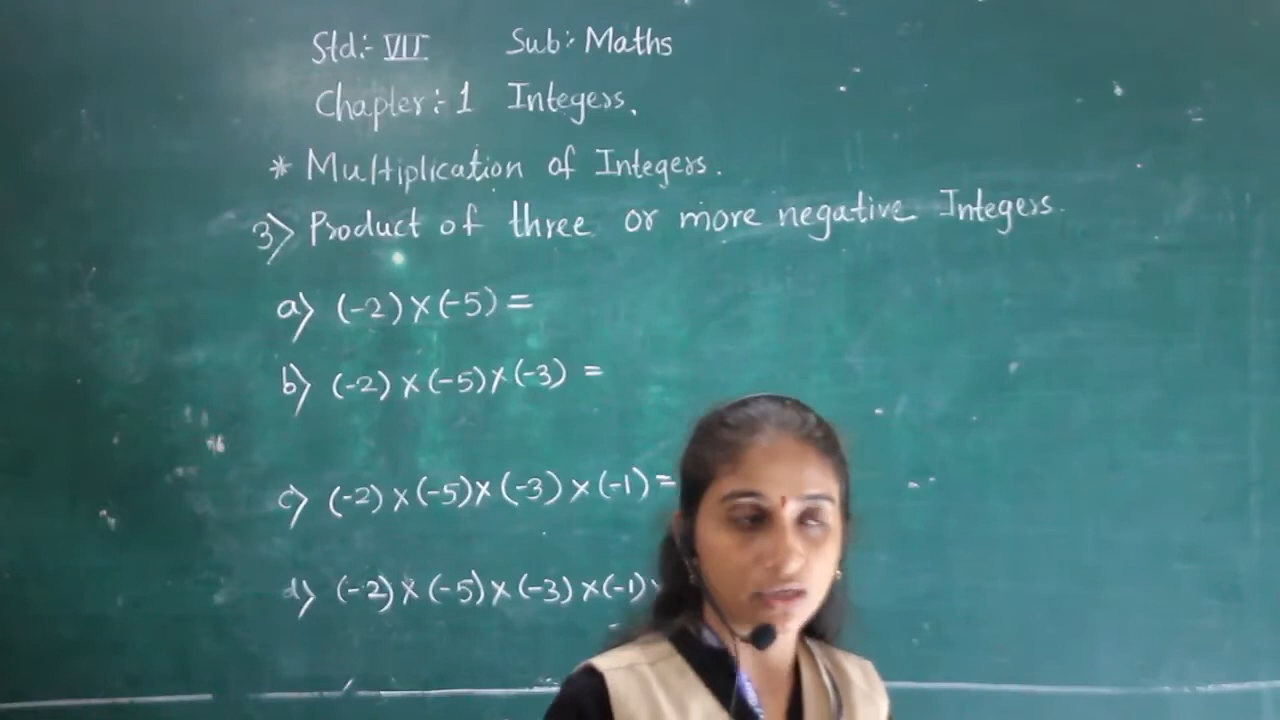 Std:- VII Sub:- Maths
Chapter:- 1 Integers.
* Multiplication of Integers.
3) Product of three or more negative Integers.
a) (-2)×(-5)=
b) (-2)×(-5)×(-3) =
c) (-2)×(-5)×(-3)×(-1)=
d) (-2)×(-5)×(-3)×(-1)